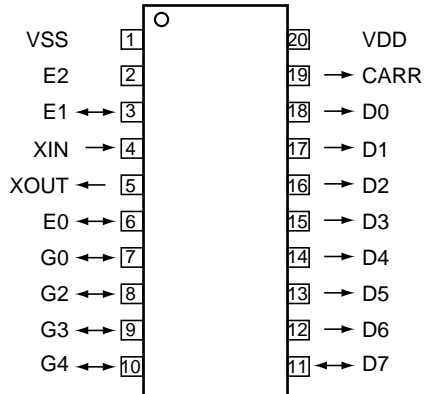 VSS 1 20 VDD
E2 2 19 CARR
E1 3 18 D0
XIN 4 17 D1
XOUT 5 16 D2
E0 6 15 D3
G0 7 14 D4
G2 8 13 D5
G3 9 12 D6
G4 10 11 D7